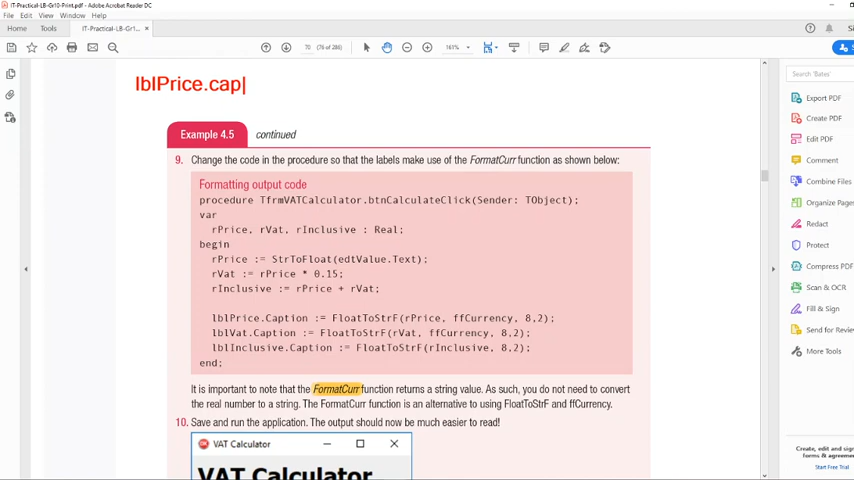 IT-Practical-LB-Gr10-Print.pdf - Adobe Acrobat Reader DC
File Edit View Window Help
Home Tools IT-Practical-LB-Gr10-Print.pdf ×
70 (76 of 288) 161%
lblPrice.cap|
Example 4.5 continued
9. Change the code in the procedure so that the labels make use of the FormatCurr function as shown below:
Formatting output code
procedure TfrmVATCalculator.btnCalculateClick(Sender: TObject);
var
rPrice, rVat, rInclusive : Real;
begin
rPrice := StrToFloat(edtValue.Text);
rVat := rPrice * 0.15;
rInclusive := rPrice + rVat;
lblPrice.Caption := FloatToStrF(rPrice, ffCurrency, 8,2);
lblVat.Caption := FloatToStrF(rVat, ffCurrency, 8,2);
lblInclusive.Caption := FloatToStrF(rInclusive, 8,2);
end;
It is important to note that the FormatCurr function returns a string value. As such, you do not need to convert
the real number to a string. The FormatCurr function is an alternative to using FloatToStrF and ffCurrency.
10. Save and run the application. The output should now be much easier to read!
VAT Calculator
VAT Calculator
Search 'Bates'
Export PDF
Create PDF
Edit PDF
Comment
Combine Files
Organize Pages
Redact
Protect
Compress PDF
Scan & OCR
Fill & Sign
Send for Review
More Tools
Create, edit and sign
forms & agreeme
Start Free Trial